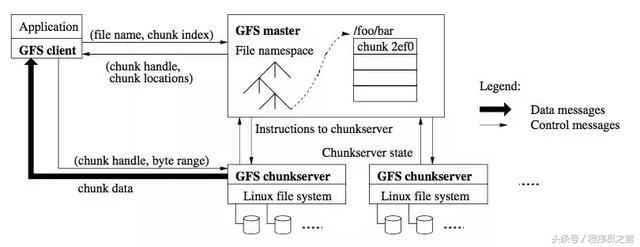 Application
GFS client
(file name, chunk index)
(chunk handle,
chunk locations)
GFS master
File namespace
/foo/bar
chunk 2ef0
Legend:
Data messages
Control messages
Instructions to chunkserver
Chunkserver state
(chunk handle, byte range)
chunk data
GFS chunkserver
Linux file system
GFS chunkserver
Linux file system
头条号 / 程序员之言